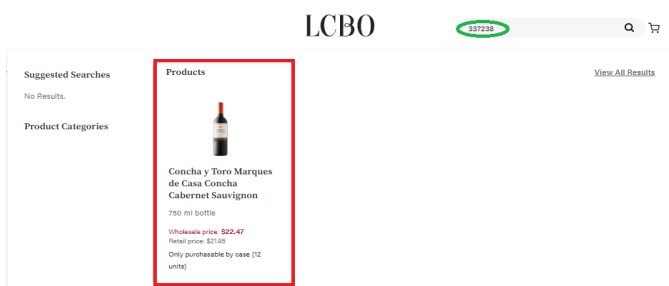 LCBO
337238
Suggested Searches
No Results.
Product Categories
Products
View All Results
Concha y Toro Marques
de Casa Concha
Cabernet Sauvignon
750 ml bottle
Wholesale price: $22.47
Retail price: $21.95
Only purchasable by case (12
units)